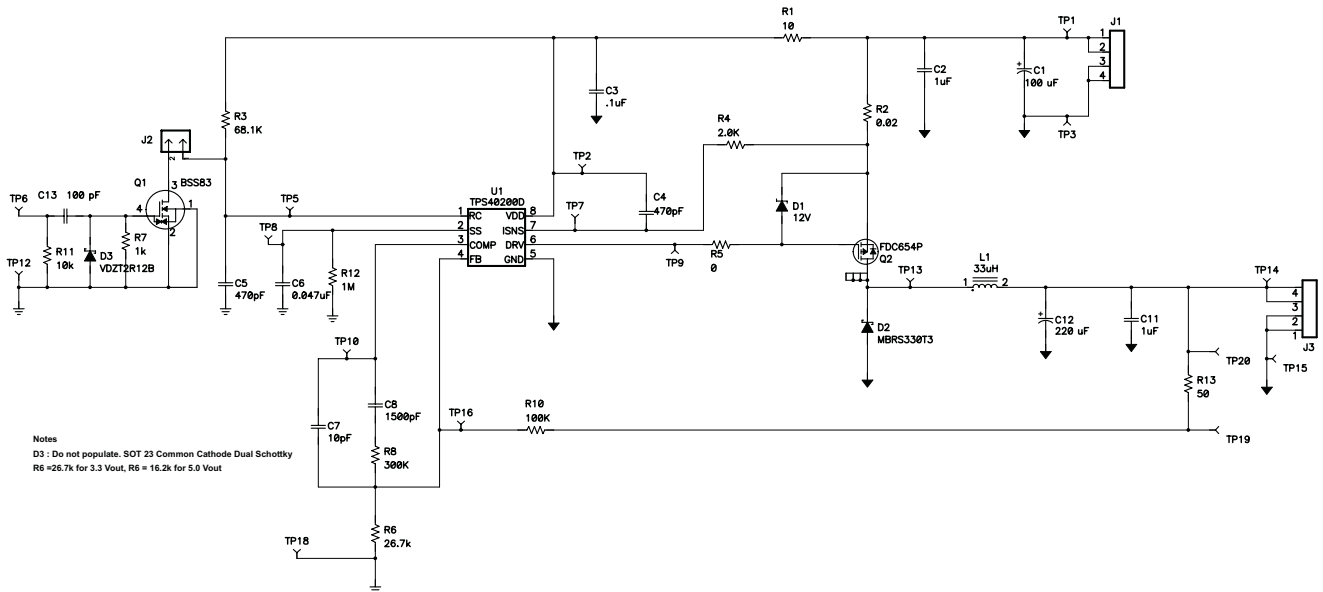 R1
10
TP1
J1
1
2
3
4
C2
1uF
C1
+
100 uF
TP3
C3
.1uF
R2
0.02
R3
68.1K
R4
2.0K
J2
2
1
TP2
C4
470pF
D1
12V
Q1
BSS83
3
4
1
2
TP6
C13 100 pF
R11
10k
D3
VDZT2R12B
R7
1k
TP12
TP5
TP8
U1
TPS40200D
1 RC VDD 8
2 SS ISNS 7
3 COMP DRV 6
4 FB GND 5
TP7
TP9
R5
0
FDC654P
Q2
C5
470pF
C6
0.047uF
R12
1M
TP13
L1
33uH
1
2
TP14
4
3
2
1
J3
D2
MBRS330T3
+
C12
220 uF
C11
1uF
TP20
TP15
R13
50
TP19
TP10
C8
1500pF
C7
10pF
R8
300K
TP16
R10
100K
R6
26.7k
TP18
Notes
D3 : Do not populate. SOT 23 Common Cathode Dual Schottky
R6 =26.7k for 3.3 Vout, R6 = 16.2k for 5.0 Vout